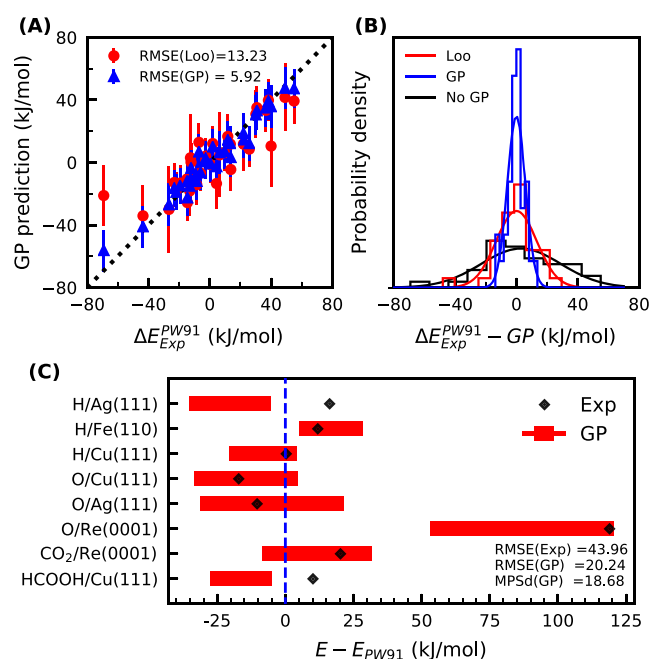 (A)
80
40
0
−40
−80
GP prediction (kJ/mol)
RMSE(Loo)=13.23
RMSE(GP) = 5.92
−80 −40 0 40 80
ΔE^{PW91}_{Exp} (kJ/mol)
(B)
Probability density
Loo
GP
No GP
−80 −40 0 40 80
ΔE^{PW91}_{Exp} − GP (kJ/mol)
(C)
H/Ag(111)
H/Fe(110)
H/Cu(111)
O/Cu(111)
O/Ag(111)
O/Re(0001)
CO₂/Re(0001)
HCOOH/Cu(111)
Exp
GP
RMSE(Exp) =43.96
RMSE(GP) =20.24
MPSd(GP) =18.68
-25 0 25 50 75 100 125
E − E_{PW91} (kJ/mol)